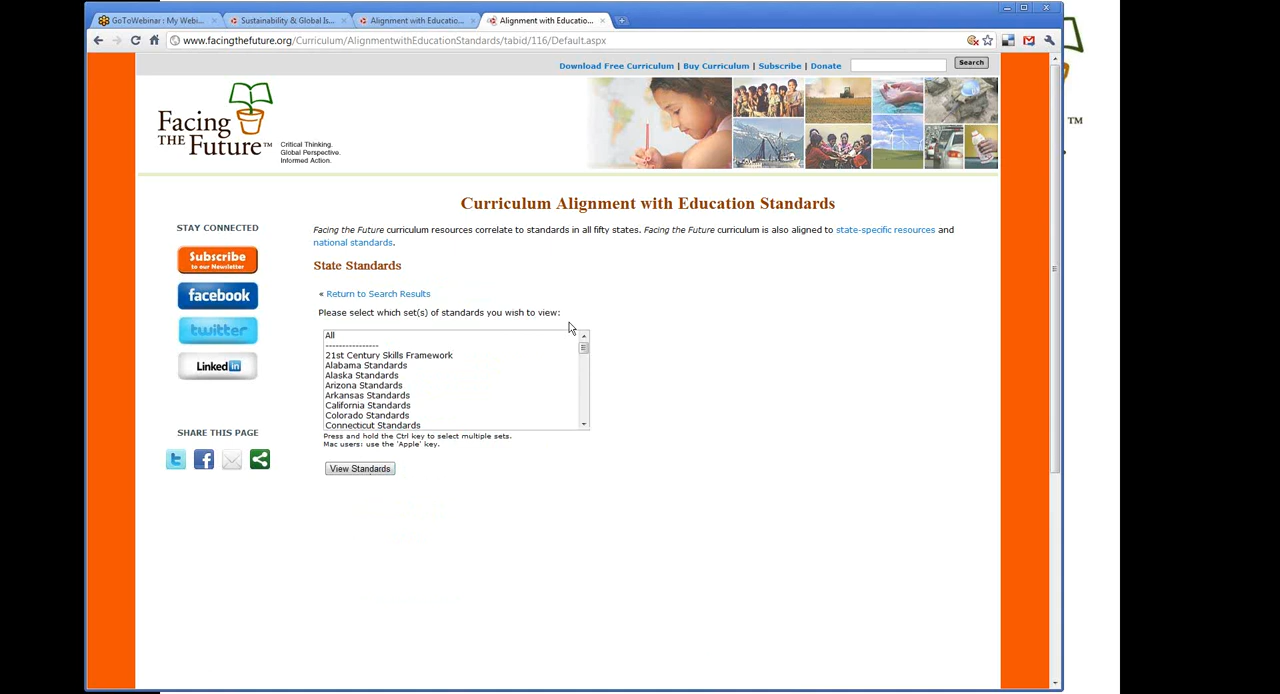 GoToWebinar : My Webi...
Sustainability & Global Is...
Alignment with Educatio...
Alignment with Educatio...
www.facingthefuture.org/Curriculum/AlignmentwithEducationStandards/tabid/116/Default.aspx
Download Free Curriculum | Buy Curriculum | Subscribe | Donate
Search
Facing
THE Future™
Critical Thinking.
Global Perspective.
Informed Action.
TM
Curriculum Alignment with Education Standards
STAY CONNECTED
Facing the Future curriculum resources correlate to standards in all fifty states. Facing the Future curriculum is also aligned to state-specific resources and
national standards.
Subscribe
to our Newsletter
facebook
twitter
Linked in
State Standards
« Return to Search Results
Please select which set(s) of standards you wish to view:
All
----------------
21st Century Skills Framework
Alabama Standards
Alaska Standards
Arizona Standards
Arkansas Standards
California Standards
Colorado Standards
Connecticut Standards
Press and hold the Ctrl key to select multiple sets.
Mac users: use the 'Apple' key.
View Standards
SHARE THIS PAGE